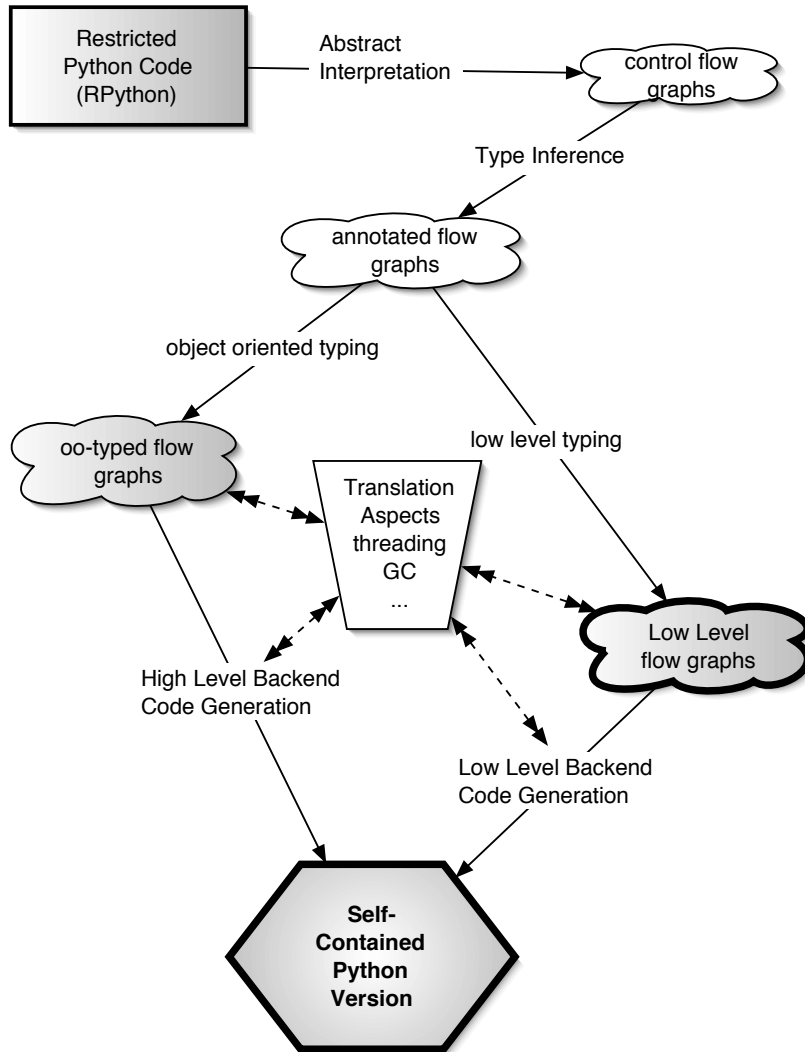 Restricted
Python Code
(RPython)
Abstract
Interpretation
control flow
graphs
Type Inference
annotated flow
graphs
object oriented typing
low level typing
oo-typed flow
graphs
Translation
Aspects
threading
GC
...
Low Level
flow graphs
High Level Backend
Code Generation
Low Level Backend
Code Generation
Self-
Contained
Python
Version